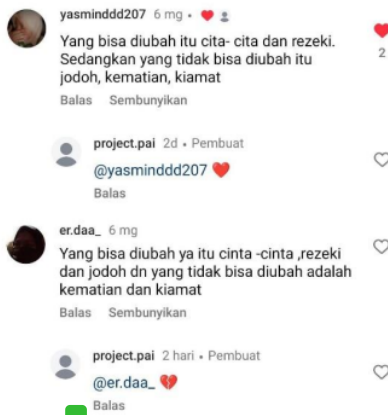 yasminddd207 6 mg
Yang bisa diubah itu cita- cita dan rezeki.
Sedangkan yang tidak bisa diubah itu
jodoh, kematian, kiamat
2
Balas Sembunyikan
project.pai 2d • Pembuat
@yasminddd207 ❤️
Balas
er.daa_ 6 mg
Yang bisa diubah ya itu cinta -cinta ,rezeki
dan jodoh dn yang tidak bisa diubah adalah
kematian dan kiamat
Balas Sembunyikan
project.pai 2 hari • Pembuat
@er.daa_ 💔
Balas